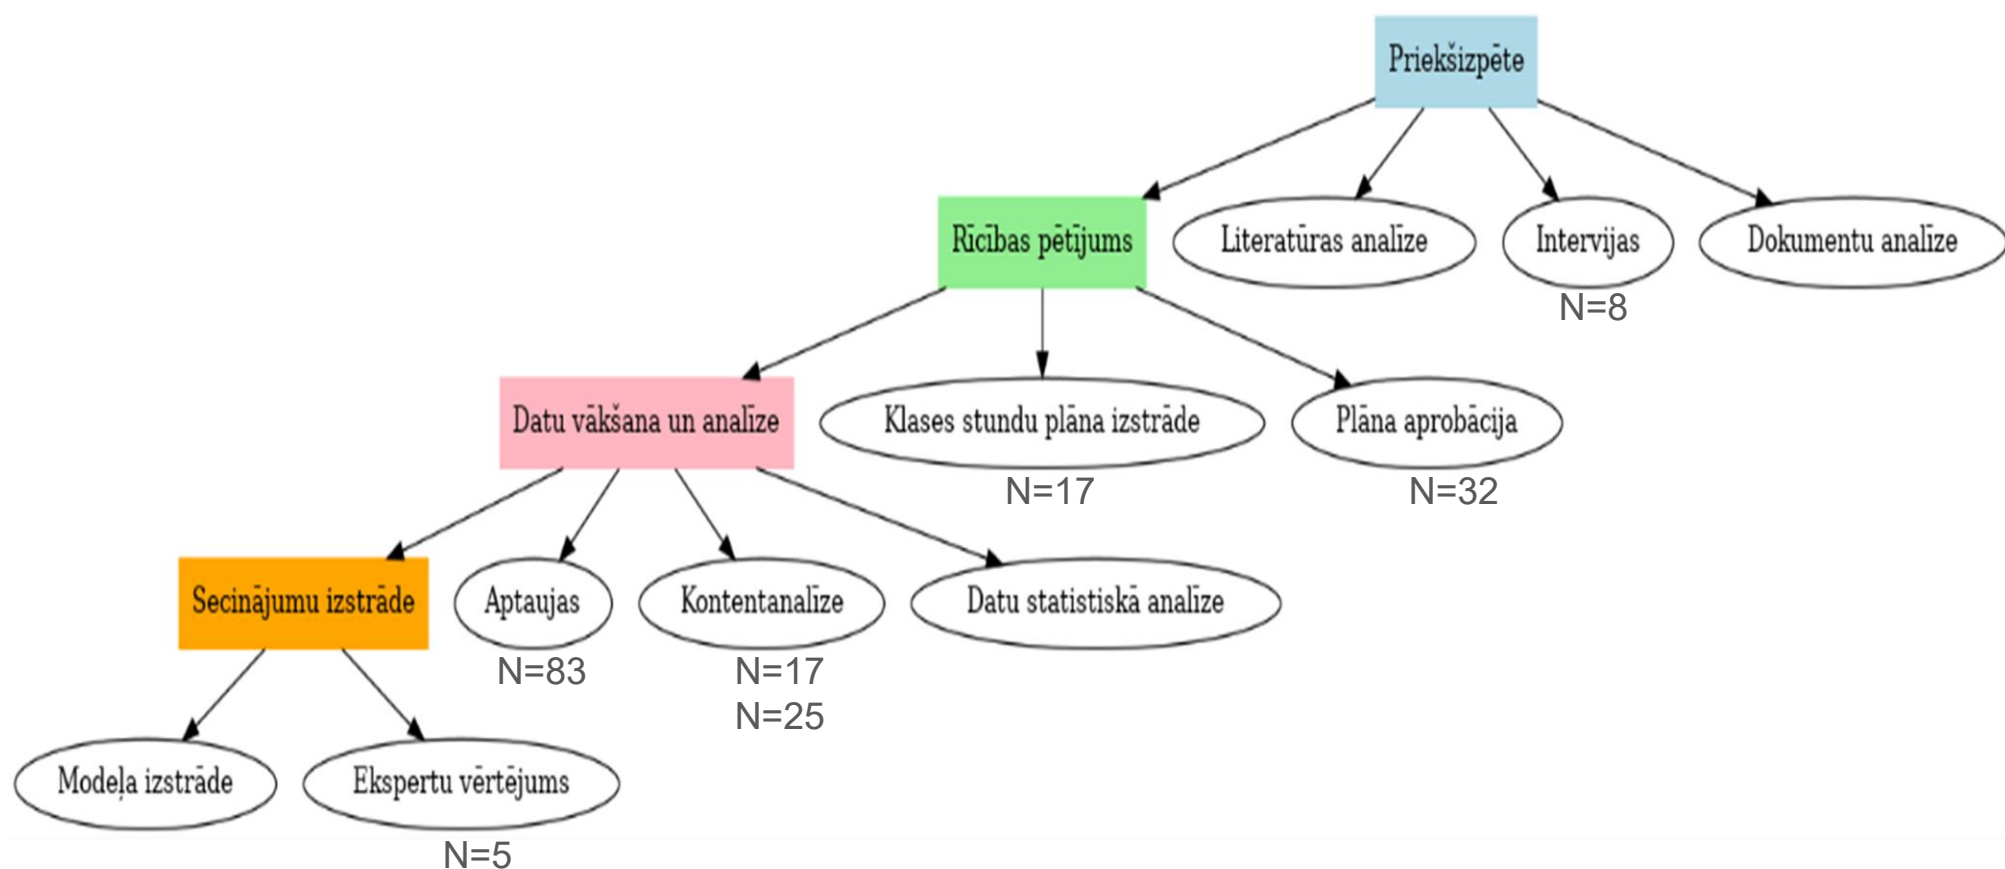 Priekšizpēte
Rīcības pētījums
Literatūras analīze
Intervijas
Dokumentu analīze
N=8
Datu vākšana un analīze
Klases stundu plāna izstrāde
Plāna aprobācija
N=17
N=32
Secinājumu izstrāde
Aptaujas
Kontentanalīze
Datu statistiskā analīze
N=83
N=17
N=25
Modeļa izstrāde
Ekspertu vērtējums
N=5